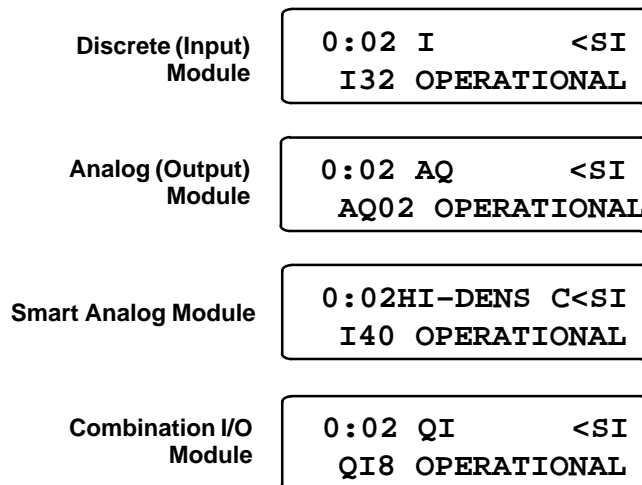 Discrete (Input)
Module
0:02 I <SI
I32 OPERATIONAL
Analog (Output)
Module
0:02 AQ <SI
AQ02 OPERATIONAL
Smart Analog Module
0:02HI-DENS C<SI
I40 OPERATIONAL
Combination I/O
Module
0:02 QI <SI
QI8 OPERATIONAL